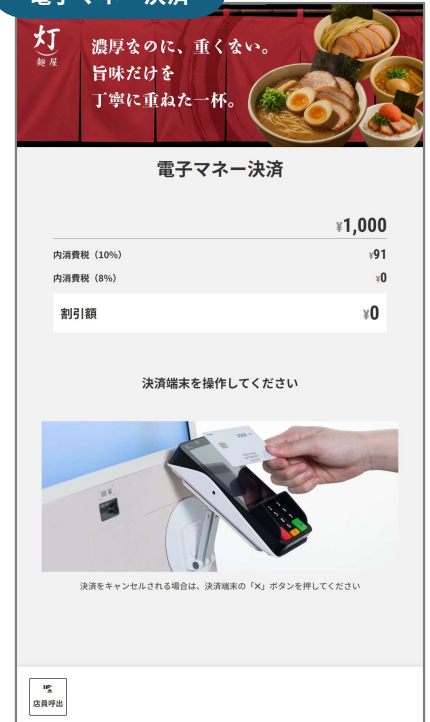 電子マネー決済
灯
麺屋
濃厚なのに、重くない。
旨味だけを
丁寧に重ねた一杯。
電子マネー決済
¥1,000
内消費税（10%） ¥91
内消費税（8%） ¥0
割引額 ¥0
決済端末を操作してください
決済をキャンセルされる場合は、決済端末の「✕」ボタンを押してください
店員呼出